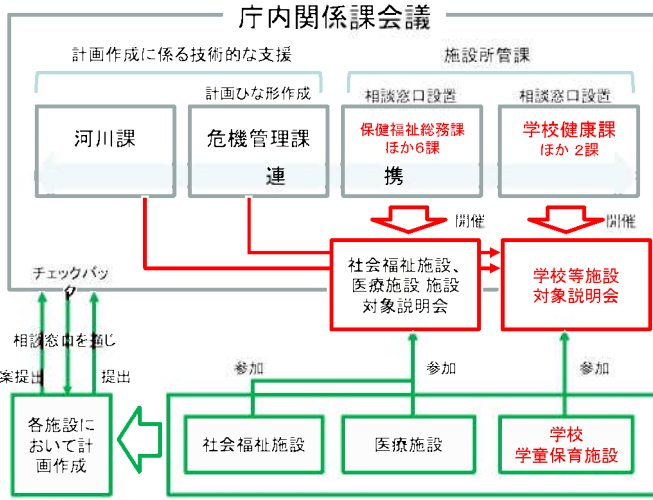 庁内関係課会議
計画作成に係る技術的な支援
施設所管課
計画ひな形作成
相談窓口設置
相談窓口設置
河川課
危機管理課
保健福祉総務課
ほか6課
学校健康課
ほか 2課
連 携
開催
開催
社会福祉施設、
医療施設 施設
対象説明会
学校等施設
対象説明会
チェックバッ
ク
相談窓口を通じ
案提出
提出
参加
参加
参加
各施設に
おいて計
画作成
社会福祉施設
医療施設
学校
学童保育施設